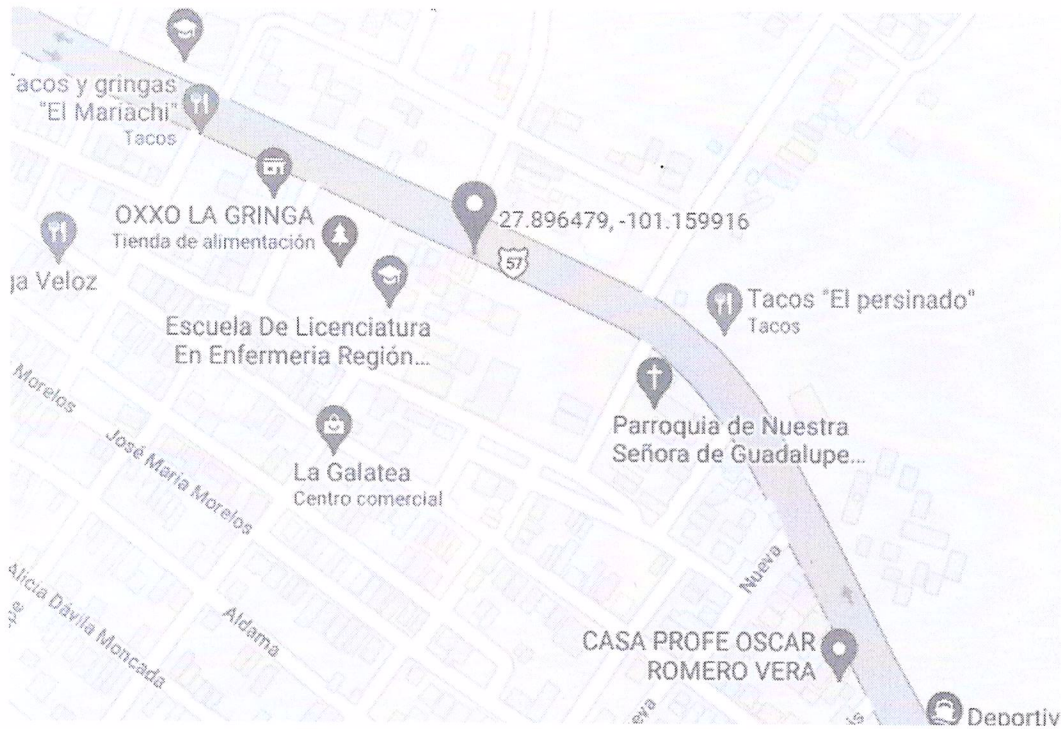 acos y gringas
"El Mariachi"
Tacos
OXXO LA GRINGA
Tienda de alimentación
27.896479, -101.159916
57
ja Veloz
Tacos "El persinado"
Tacos
Escuela De Licenciatura
En Enfermeria Región...
Morelos
José María Morelos
La Galatea
Centro comercial
Parroquia de Nuestra
Señora de Guadalupe...
Nueva
Alicia Dávila Moncada
Aldama
CASA PROFE OSCAR
ROMERO VERA
eva
Deportiv